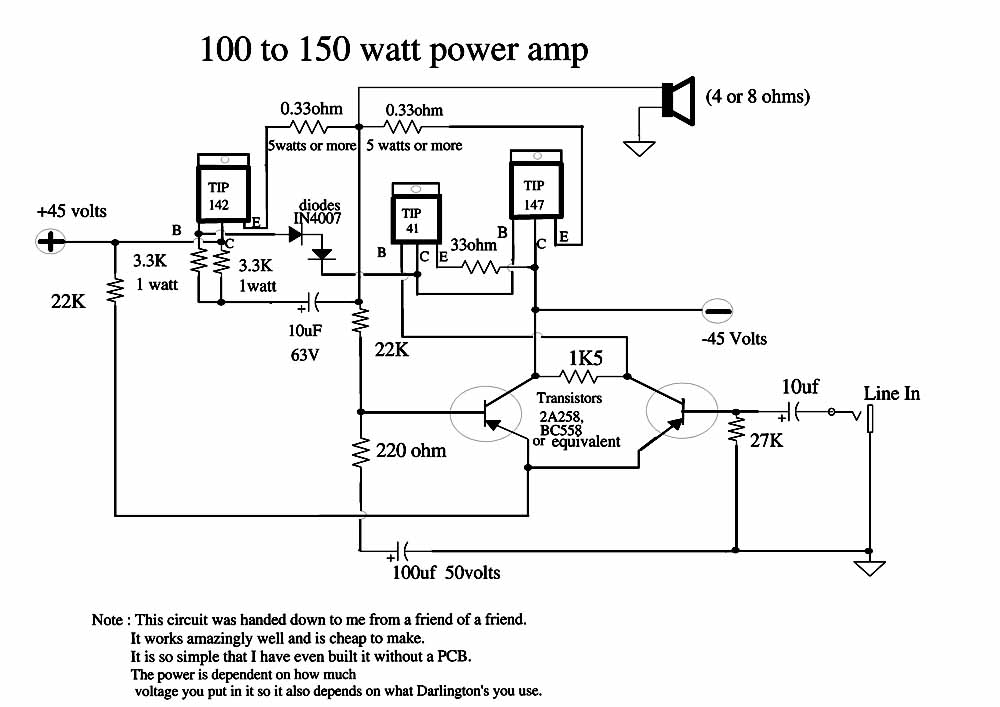 100 to 150 watt power amp
0.33ohm
0.33ohm
(4 or 8 ohms)
5watts or more
5 watts or more
TIP
142
TIP
41
TIP
147
+45 volts
diodes
IN4007
B
E
C
B
C
E
B
C
E
33ohm
3.3K
1 watt
3.3K
1watt
22K
+
10uF
63V
22K
-45 Volts
1K5
Transistors
2A258,
BC558
or equivalent
10uf
+
Line In
27K
220 ohm
+
100uf 50volts
Note : This circuit was handed down to me from a friend of a friend.
It works amazingly well and is cheap to make.
It is so simple that I have even built it without a PCB.
The power is dependent on how much
voltage you put in it so it also depends on what Darlington's you use.